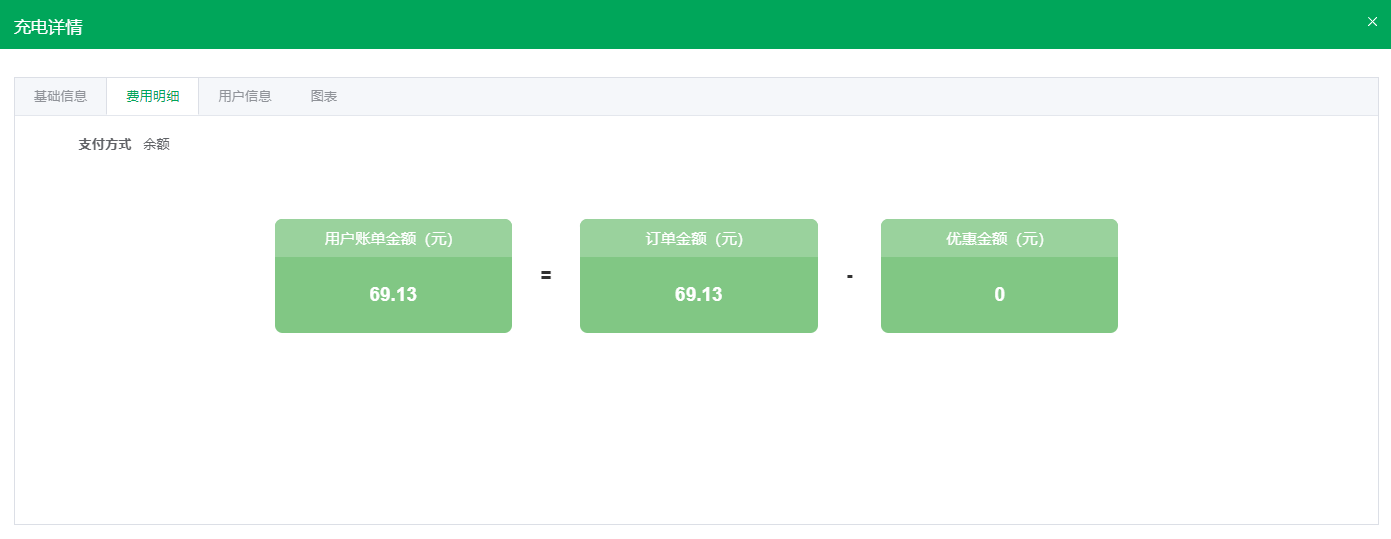 充电详情
×
基础信息 费用明细 用户信息 图表
支付方式 余额
用户账单金额（元） 订单金额（元） 优惠金额（元）
69.13 = 69.13 - 0